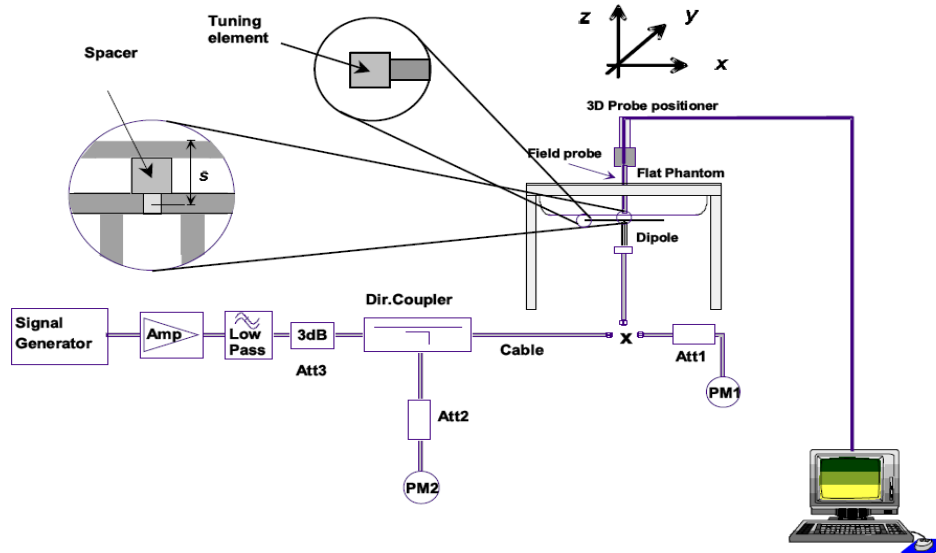 Tuning
element
Spacer
s
z
y
x
3D Probe positioner
Field probe
Flat Phantom
Dipole
Dir.Coupler
Signal
Generator
Amp
Low
Pass
3dB
Att3
Cable
x
Att1
PM1
Att2
PM2